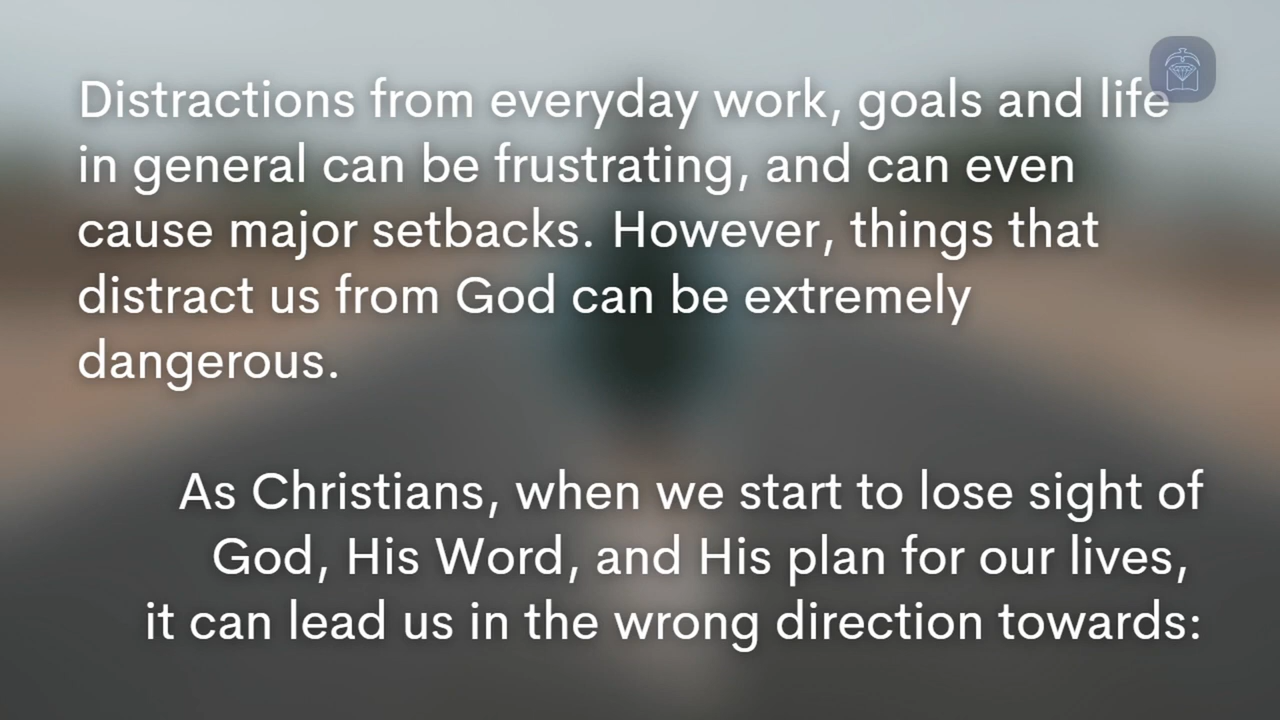 Distractions from everyday work, goals and life
in general can be frustrating, and can even
cause major setbacks. However, things that
distract us from God can be extremely
dangerous.
As Christians, when we start to lose sight of
God, His Word, and His plan for our lives,
it can lead us in the wrong direction towards: